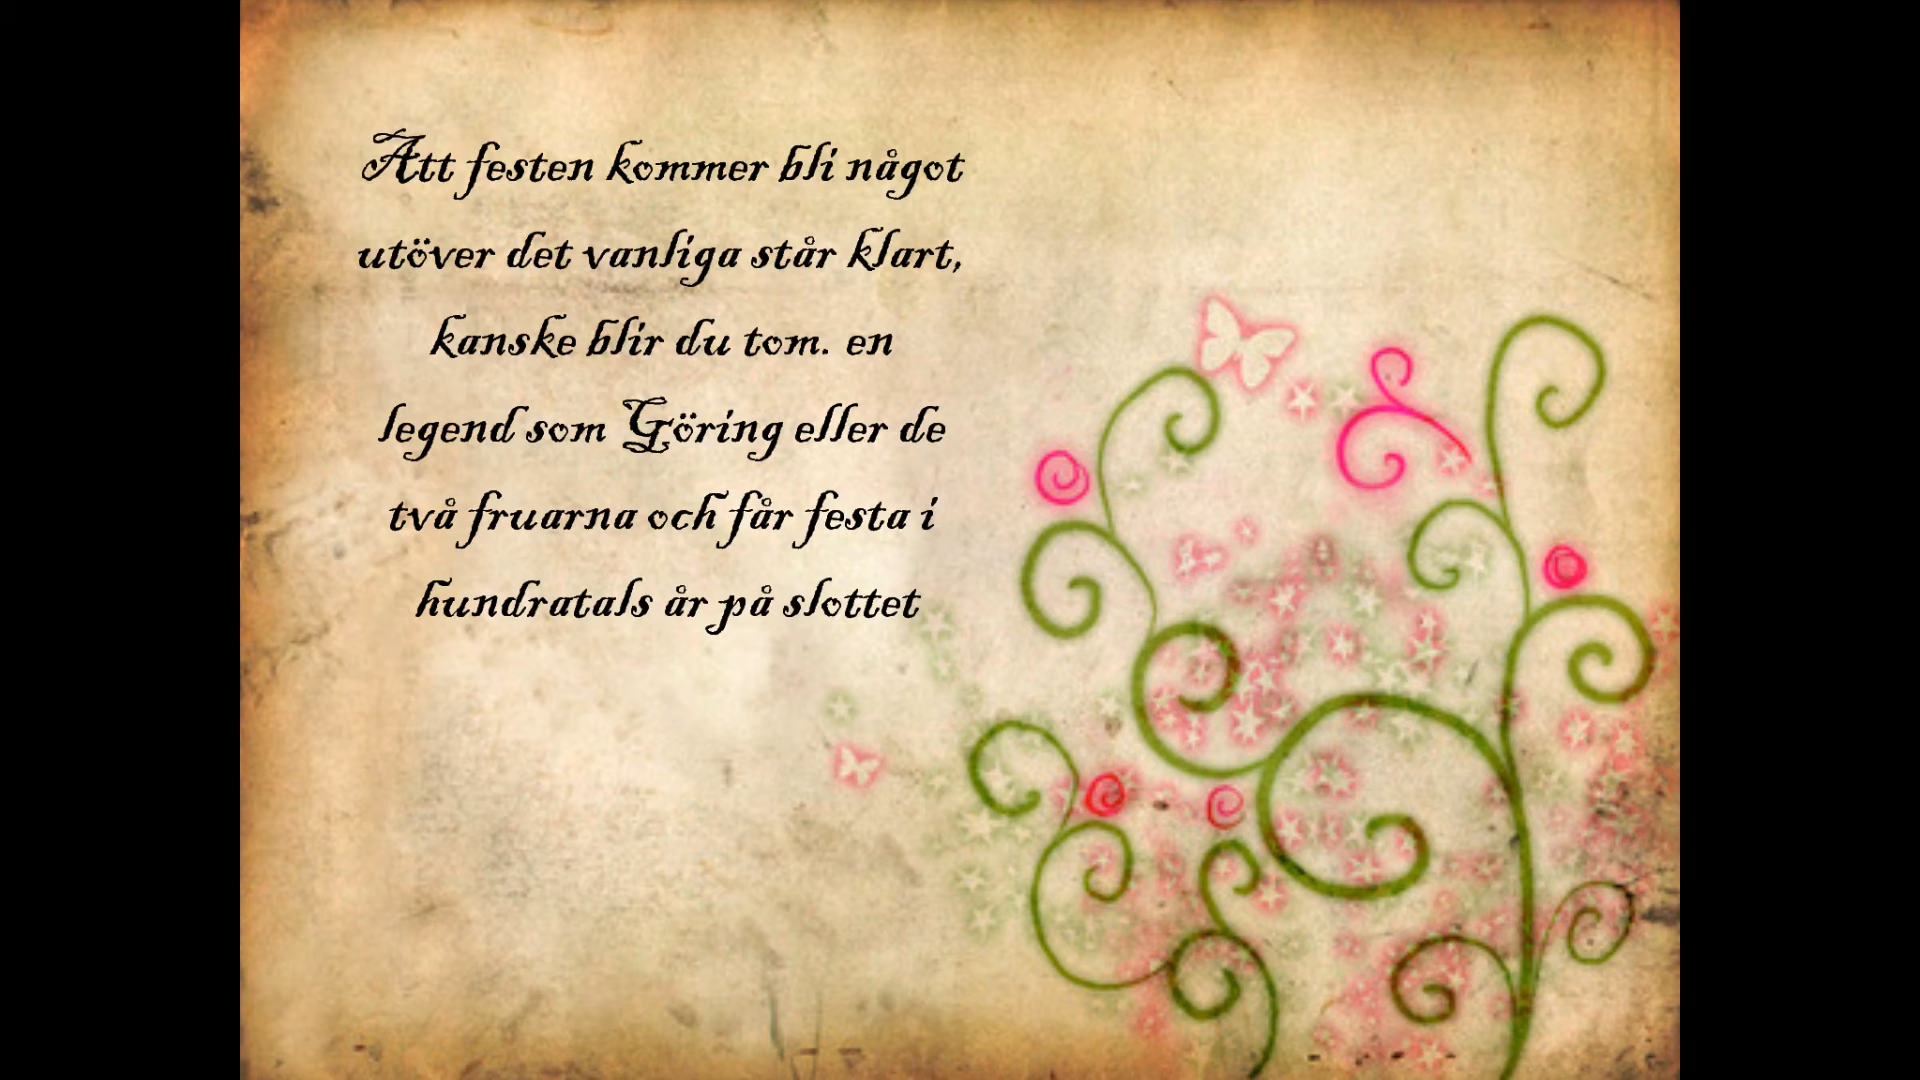 Att festen kommer bli något
utöver det vanliga står klart,
kanske blir du tom. en
legend som Göring eller de
två fruarna och får festa i
hundratals år på slottet